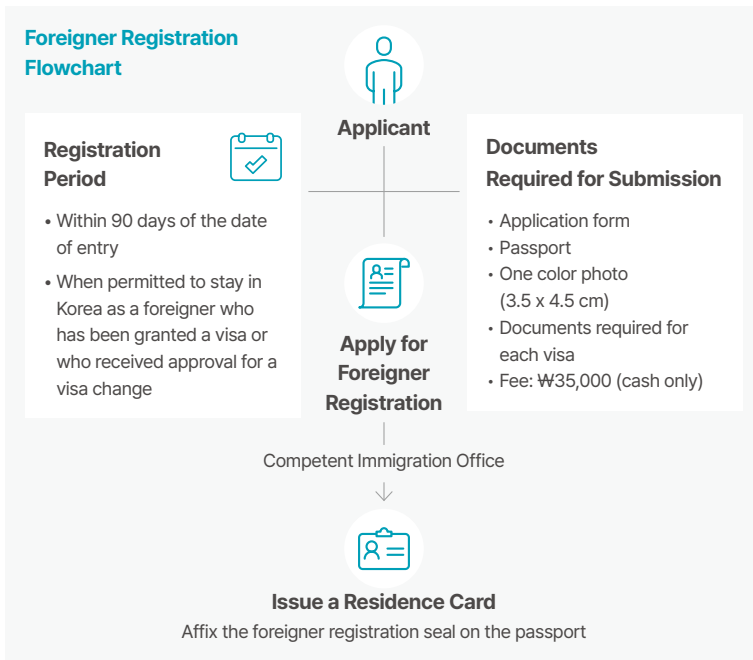 Foreigner Registration
Flowchart
Applicant
Registration
Period
• Within 90 days of the date
of entry
• When permitted to stay in
Korea as a foreigner who
has been granted a visa or
who received approval for a
visa change
Documents
Required for Submission
• Application form
• Passport
• One color photo
(3.5 x 4.5 cm)
• Documents required for
each visa
• Fee: ₩35,000 (cash only)
Apply for
Foreigner
Registration
Competent Immigration Office
Issue a Residence Card
Affix the foreigner registration seal on the passport